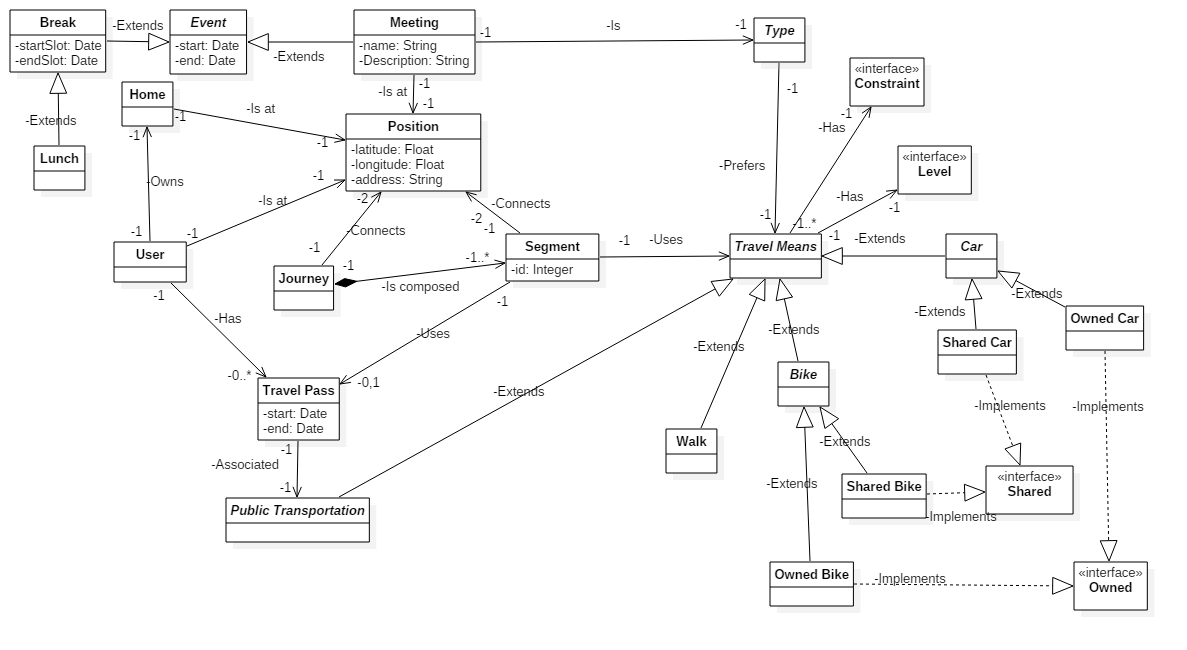 Break
-startSlot: Date
-endSlot: Date
-Extends
Event
-start: Date
-end: Date
-Extends
Meeting
-name: String
-Description: String
-1
-Is
-1
Type
-1
-Prefers
-1
«interface»
Constraint
-1
-Has
-1..*
«interface»
Level
-Has
-1
-Extends
Lunch
Home
-1
-Is at
-1
-1
-Owns
-1
-Is at
-1
-1
Position
-latitude: Float
-longitude: Float
-address: String
-1
-Is at
-1
User
-1
-Has
-0..*
-2
-Connects
-1
Journey
-1
-Is composed
-1..*
-Connects
-2
-1
Segment
-id: Integer
-1
-Uses
-1
Travel Means
-Extends
Car
-Extends
Shared Car
-Extends
Owned Car
-1
-Uses
-0,1
Travel Pass
-start: Date
-end: Date
-1
-Associated
-1
Public Transportation
-Extends
-Extends
Walk
-Extends
Bike
-Extends
Shared Bike
-Extends
Owned Bike
-Implements
-Implements
-Implements
«interface»
Shared
-Implements
«interface»
Owned